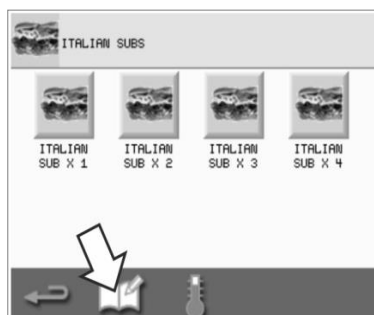 ITALIAN SUBS
ITALIAN SUB X 1
ITALIAN SUB X 2
ITALIAN SUB X 3
ITALIAN SUB X 4